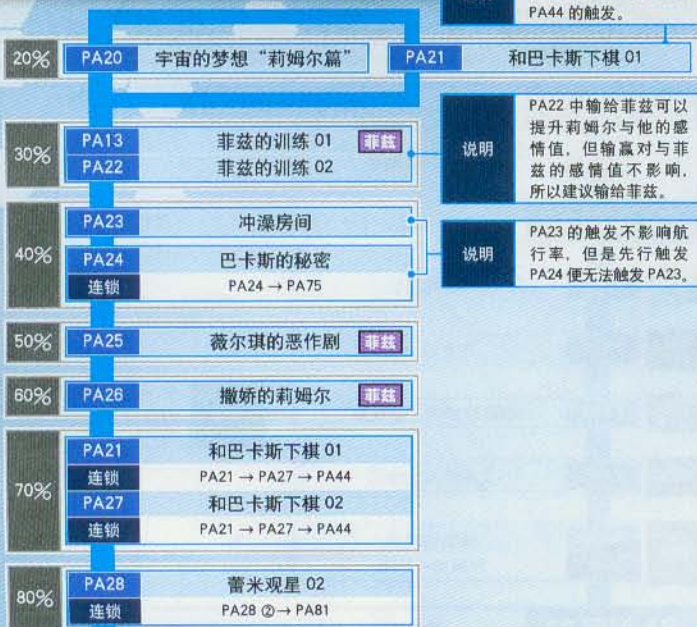 PA44 的触发。
20% PA20 宇宙的梦想“莉姆尔篇” PA21 和巴卡斯下棋 01
30% PA13 菲兹的训练 01 菲兹
PA22 菲兹的训练 02
说明
PA22 中输给菲兹可以
提升莉姆尔与他的感
情值，但输赢对与菲
兹的感情值不影响，
所以建议输给菲兹。
40% PA23 冲澡房间
PA24 巴卡斯的秘密
连锁 PA24 → PA75
说明
PA23 的触发不影响航
行率，但是先行触发
PA24 便无法触发 PA23。
50% PA25 薇尔琪的恶作剧 菲兹
60% PA26 撒娇的莉姆尔 菲兹
70% PA21 和巴卡斯下棋 01
连锁 PA21 → PA27 → PA44
PA27 和巴卡斯下棋 02
连锁 PA21 → PA27 → PA44
80% PA28 蕾米观星 02
连锁 PA28 ② → PA81